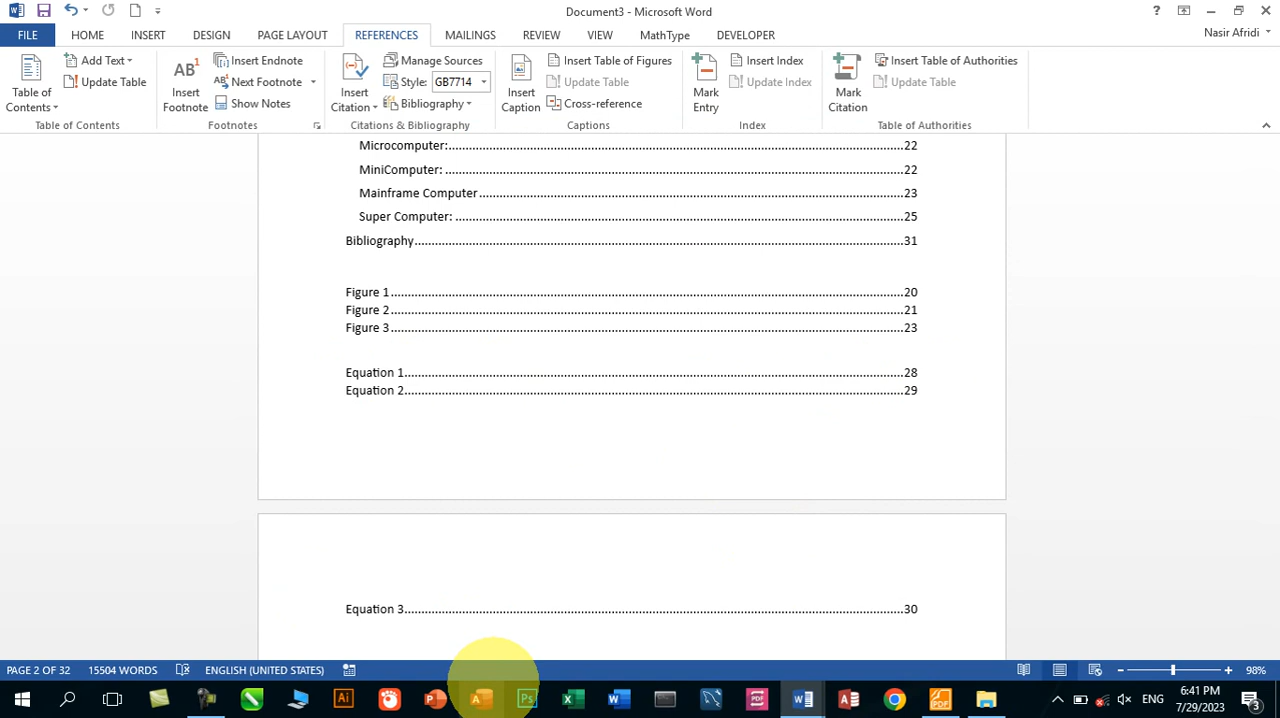 Document3 - Microsoft Word
?
FILE HOME INSERT DESIGN PAGE LAYOUT REFERENCES MAILINGS REVIEW VIEW MathType DEVELOPER
Nasir Afridi
Table of Contents
Add Text
Update Table
Table of Contents
AB1
Insert Footnote
Insert Endnote
Next Footnote
Show Notes
Footnotes
Insert Citation
Manage Sources
Style: GB7714
Bibliography
Citations & Bibliography
Insert Caption
Insert Table of Figures
Update Table
Cross-reference
Captions
Mark Entry
Insert Index
Update Index
Index
Mark Citation
Insert Table of Authorities
Update Table
Table of Authorities
Microcomputer:..........22
MiniComputer: ..........22
Mainframe Computer..........23
Super Computer: ..........25
Bibliography..........31
Figure 1..........20
Figure 2..........21
Figure 3..........23
Equation 1..........28
Equation 2..........29
Equation 3..........30
PAGE 2 OF 32 15504 WORDS ENGLISH (UNITED STATES) 98%
ENG
6:41 PM
7/29/2023
3